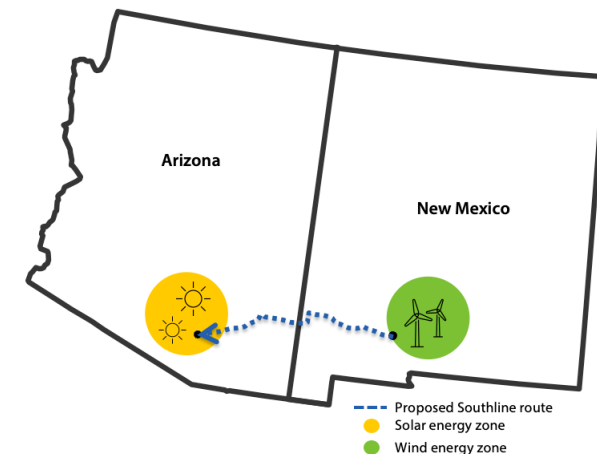 Arizona
New Mexico
Proposed Southline route
Solar energy zone
Wind energy zone